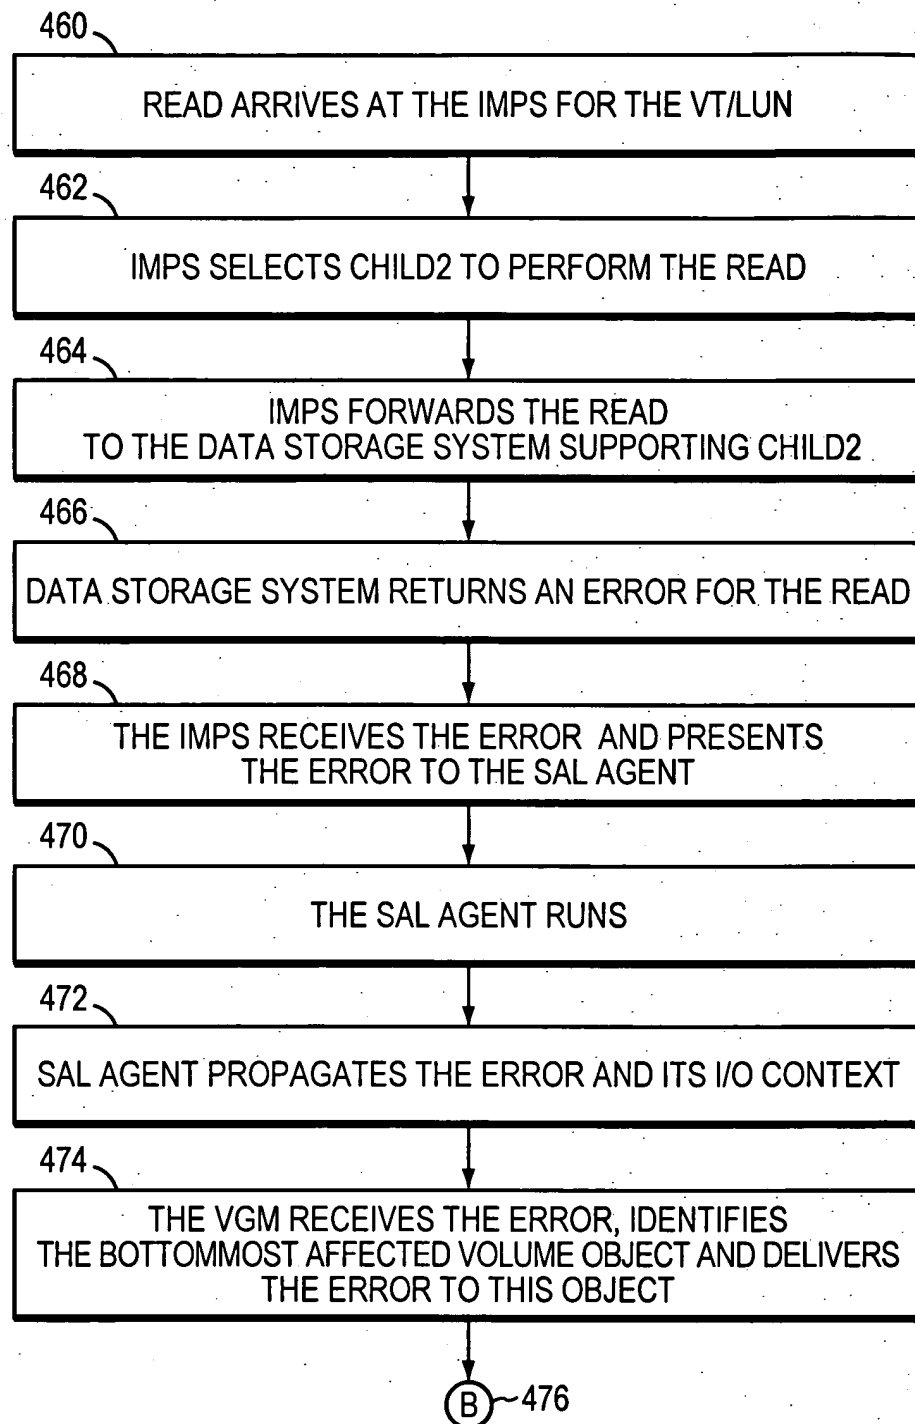 460
READ ARRIVES AT THE IMPS FOR THE VT/LUN
462
IMPS SELECTS CHILD2 TO PERFORM THE READ
464
IMPS FORWARDS THE READ
TO THE DATA STORAGE SYSTEM SUPPORTING CHILD2
466
DATA STORAGE SYSTEM RETURNS AN ERROR FOR THE READ
468
THE IMPS RECEIVES THE ERROR AND PRESENTS
THE ERROR TO THE SAL AGENT
470
THE SAL AGENT RUNS
472
SAL AGENT PROPAGATES THE ERROR AND ITS I/O CONTEXT
474
THE VGM RECEIVES THE ERROR, IDENTIFIES
THE BOTTOMMOST AFFECTED VOLUME OBJECT AND DELIVERS
THE ERROR TO THIS OBJECT
B 476